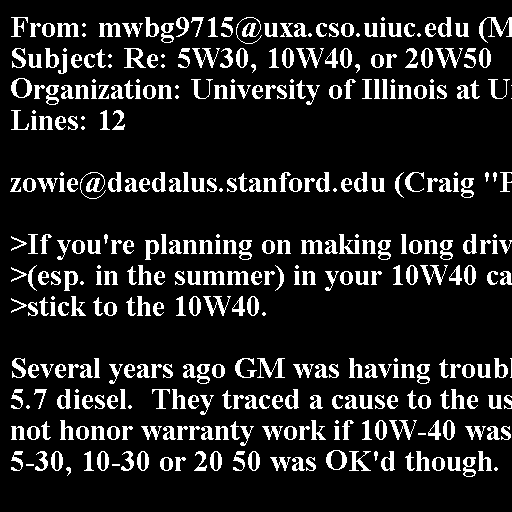 From: mwbg9715@uxa.cso.uiuc.edu (M
Subject: Re: 5W30, 10W40, or 20W50
Organization: University of Illinois at U
Lines: 12
zowie@daedalus.stanford.edu (Craig "P
>If you're planning on making long driv
>(esp. in the summer) in your 10W40 ca
>stick to the 10W40.
Several years ago GM was having troubl
5.7 diesel.  They traced a cause to the us
not honor warranty work if 10W-40 was
5-30, 10-30 or 20 50 was OK'd though.